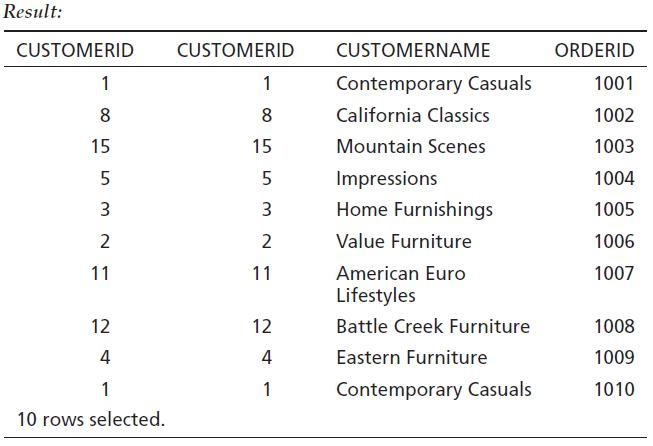 Result:
CUSTOMERID CUSTOMERID CUSTOMERNAME ORDERID
1 1 Contemporary Casuals 1001
8 8 California Classics 1002
15 15 Mountain Scenes 1003
5 5 Impressions 1004
3 3 Home Furnishings 1005
2 2 Value Furniture 1006
11 11 American Euro 1007
Lifestyles
12 12 Battle Creek Furniture 1008
4 4 Eastern Furniture 1009
1 1 Contemporary Casuals 1010
10 rows selected.